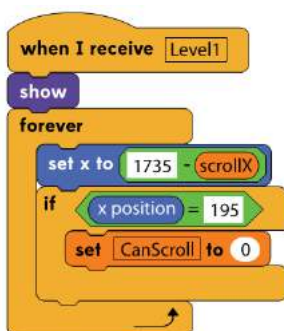 when I receive Level1
show
forever
set x to 1735 - scrollX
if x position = 195
set CanScroll to 0